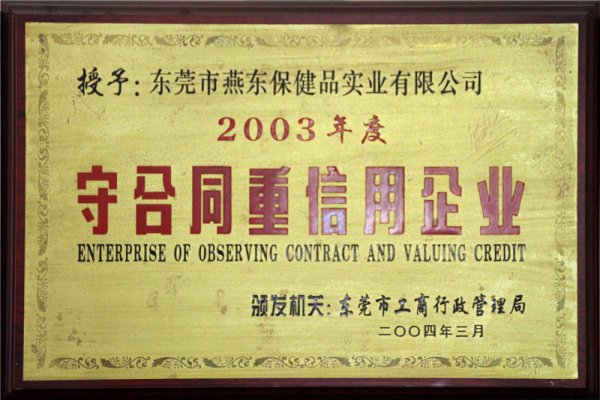 授予：东莞市燕东保健品实业有限公司
2003年度
守合同重信用企业
ENTERPRISE OF OBSERVING CONTRACT AND VALUING CREDIT
颁发机关：东莞市工商行政管理局
二〇〇四年三月